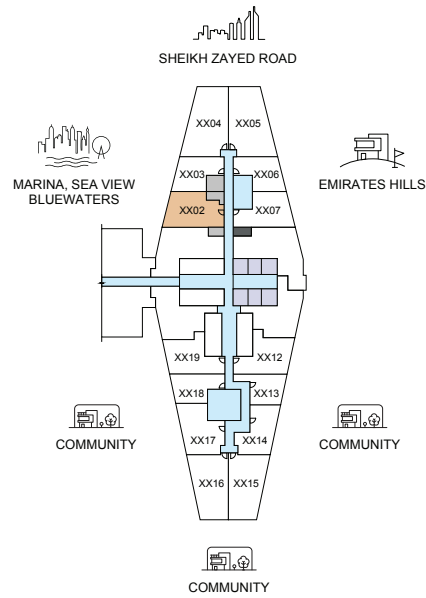 SHEIKH ZAYED ROAD
XX04
XX05
MARINA, SEA VIEW
BLUEWATERS
EMIRATES HILLS
XX03
XX06
XX02
XX07
XX19
XX12
XX18
XX13
COMMUNITY
COMMUNITY
XX17
XX14
XX16
XX15
COMMUNITY